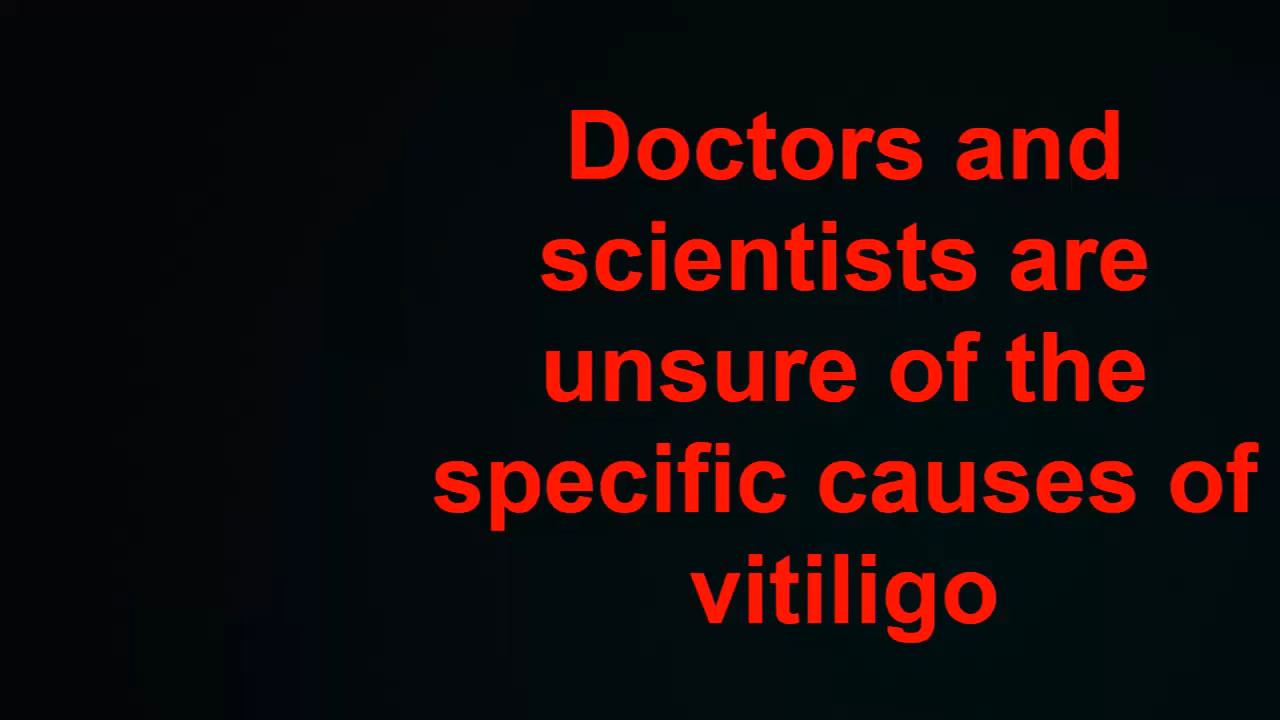 Doctors and
scientists are
unsure of the
specific causes of
vitiligo